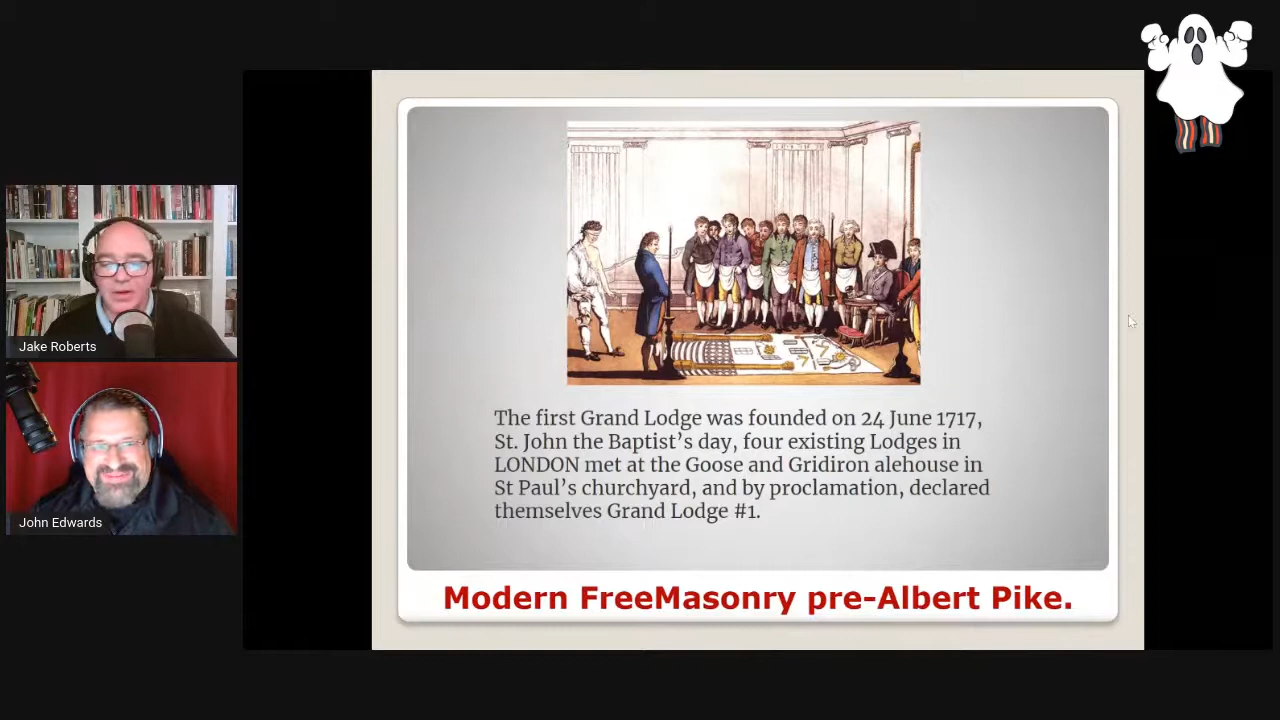 Jake Roberts
John Edwards
The first Grand Lodge was founded on 24 June 1717,
St. John the Baptist's day, four existing Lodges in
LONDON met at the Goose and Gridiron alehouse in
St Paul's churchyard, and by proclamation, declared
themselves Grand Lodge #1.
Modern FreeMasonry pre-Albert Pike.